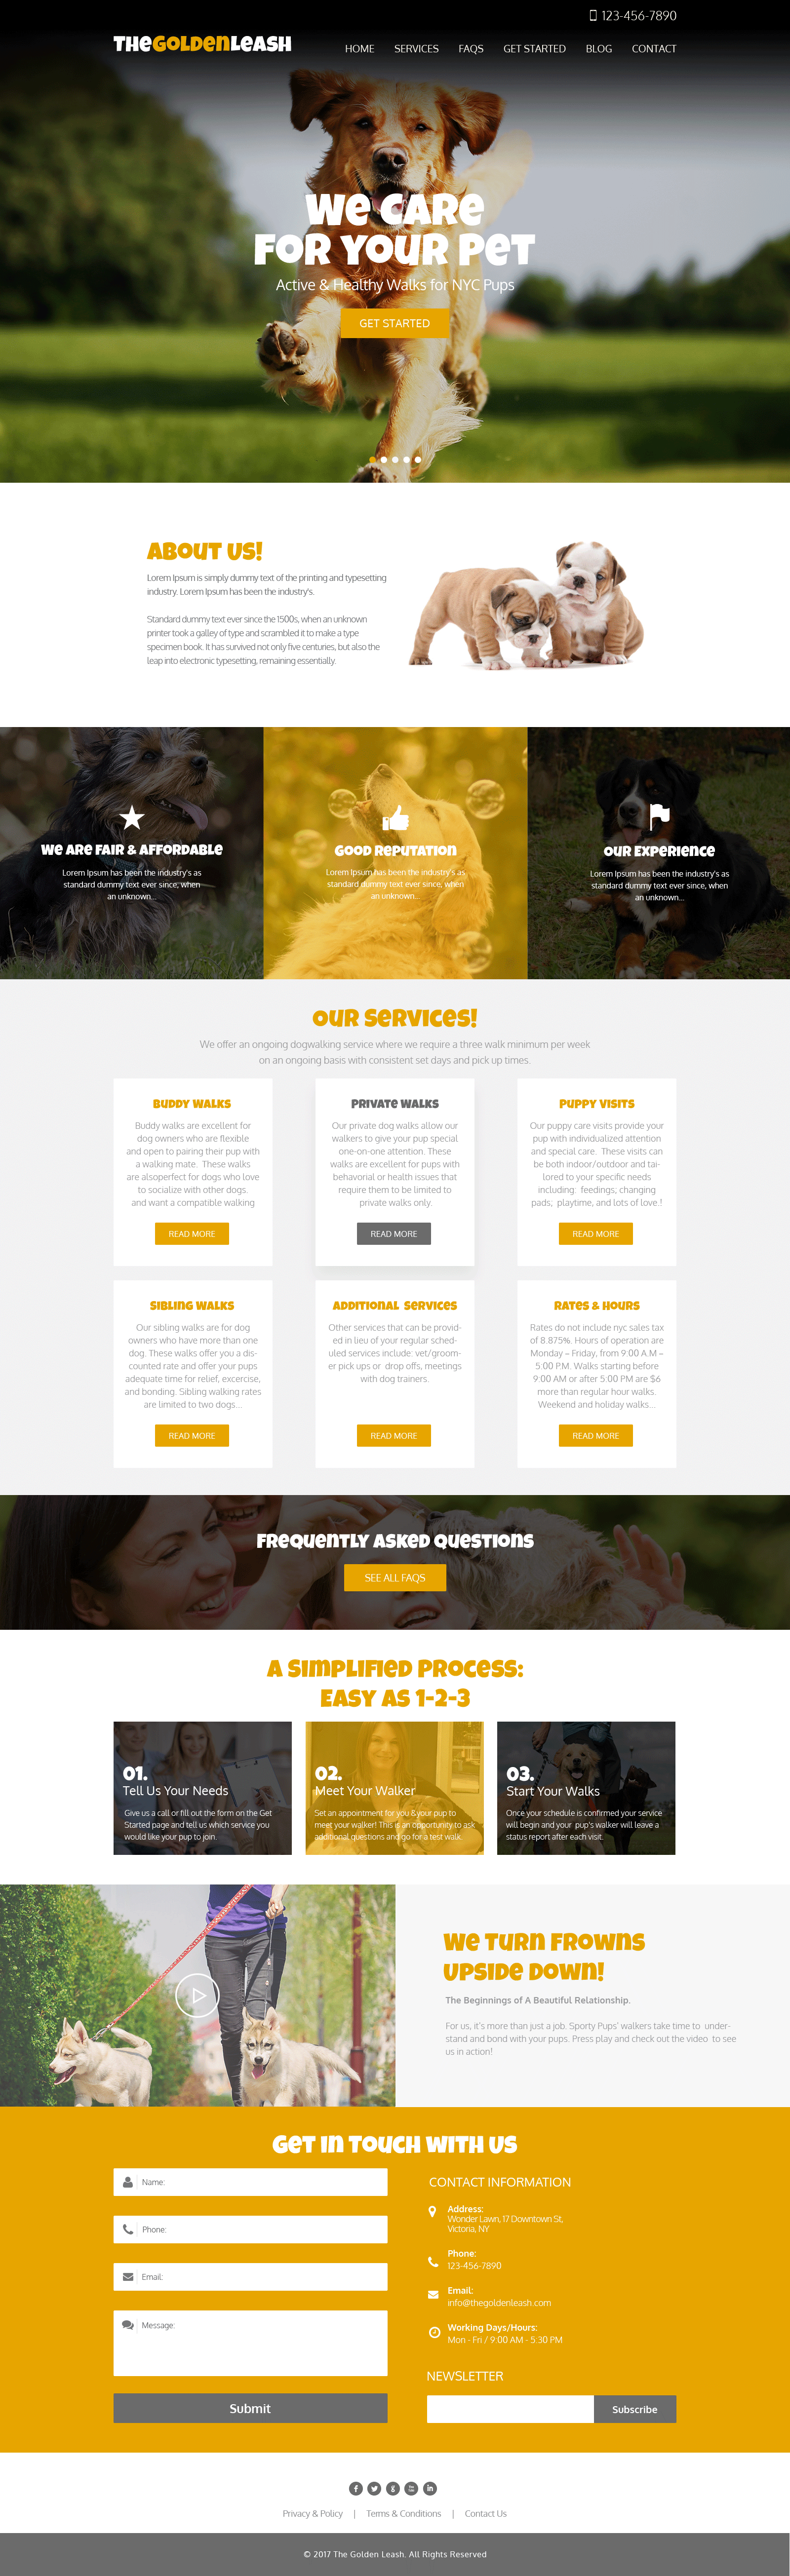 123-456-7890
THEGOLDENLEASH
HOME SERVICES FAQS GET STARTED BLOG CONTACT
WE CARE
FOR YOUR PET
Active & Healthy Walks for NYC Pups
GET STARTED
ABOUT US!
Lorem Ipsum is simply dummy text of the printing and typesetting
industry. Lorem Ipsum has been the industry's.
Standard dummy text ever since the 1500s, when an unknown
printer took a galley of type and scrambled it to make a type
specimen book. It has survived not only five centuries, but also the
leap into electronic typesetting, remaining essentially.
WE ARE FAIR & AFFORDABLE
Lorem Ipsum has been the industry's as
standard dummy text ever since, when
an unknown...
GOOD REPUTATION
Lorem Ipsum has been the industry's as
standard dummy text ever since, when
an unknown...
OUR EXPERIENCE
Lorem Ipsum has been the industry's as
standard dummy text ever since, when
an unknown...
OUR SERVICES!
We offer an ongoing dogwalking service where we require a three walk minimum per week
on an ongoing basis with consistent set days and pick up times.
BUDDY WALKS
Buddy walks are excellent for
dog owners who are flexible
and open to pairing their pup with
a walking mate. These walks
are alsoperfect for dogs who love
to socialize with other dogs.
and want a compatible walking
READ MORE
PRIVATE WALKS
Our private dog walks allow our
walkers to give your pup special
one-on-one attention. These
walks are excellent for pups with
behavorial or health issues that
require them to be limited to
private walks only.
READ MORE
PUPPY VISITS
Our puppy care visits provide your
pup with individualized attention
and special care. These visits can
be both indoor/outdoor and tai-
lored to your specific needs
including: feedings; changing
pads; playtime, and lots of love.!
READ MORE
SIBLING WALKS
Our sibling walks are for dog
owners who have more than one
dog. These walks offer you a dis-
counted rate and offer your pups
adequate time for relief, excercise,
and bonding. Sibling walking rates
are limited to two dogs...
READ MORE
ADDITIONAL SERVICES
Other services that can be provid-
ed in lieu of your regular sched-
uled services include: vet/groom-
er pick ups or drop offs, meetings
with dog trainers.
READ MORE
RATES & HOURS
Rates do not include nyc sales tax
of 8.875%. Hours of operation are
Monday – Friday, from 9:00 A.M –
5:00 P.M. Walks starting before
9:00 AM or after 5:00 PM are $6
more than regular hour walks.
Weekend and holiday walks...
READ MORE
FREQUENTLY ASKED QUESTIONS
SEE ALL FAQS
A SIMPLIFIED PROCESS:
EASY AS 1-2-3
01.
Tell Us Your Needs
Give us a call or fill out the form on the Get
Started page and tell us which service you
would like your pup to join.
02.
Meet Your Walker
Set an appointment for you & your pup to
meet your walker! This is an opportunity to ask
additional questions and go for a test walk.
03.
Start Your Walks
Once your schedule is confirmed your service
will begin and your pup's walker will leave a
status report after each visit.
WE TURN FROWNS
UPSIDE DOWN!
The Beginnings of A Beautiful Relationship.
For us, it's more than just a job. Sporty Pups' walkers take time to under-
stand and bond with your pups. Press play and check out the video to see
us in action!
GET IN TOUCH WITH US
Name:
Phone:
Email:
Message:
Submit
CONTACT INFORMATION
Address:
Wonder Lawn, 17 Downtown St,
Victoria, NY
Phone:
123-456-7890
Email:
info@thegoldenleash.com
Working Days/Hours:
Mon - Fri / 9:00 AM - 5:30 PM
NEWSLETTER
Subscribe
Privacy & Policy | Terms & Conditions | Contact Us
© 2017 The Golden Leash. All Rights Reserved